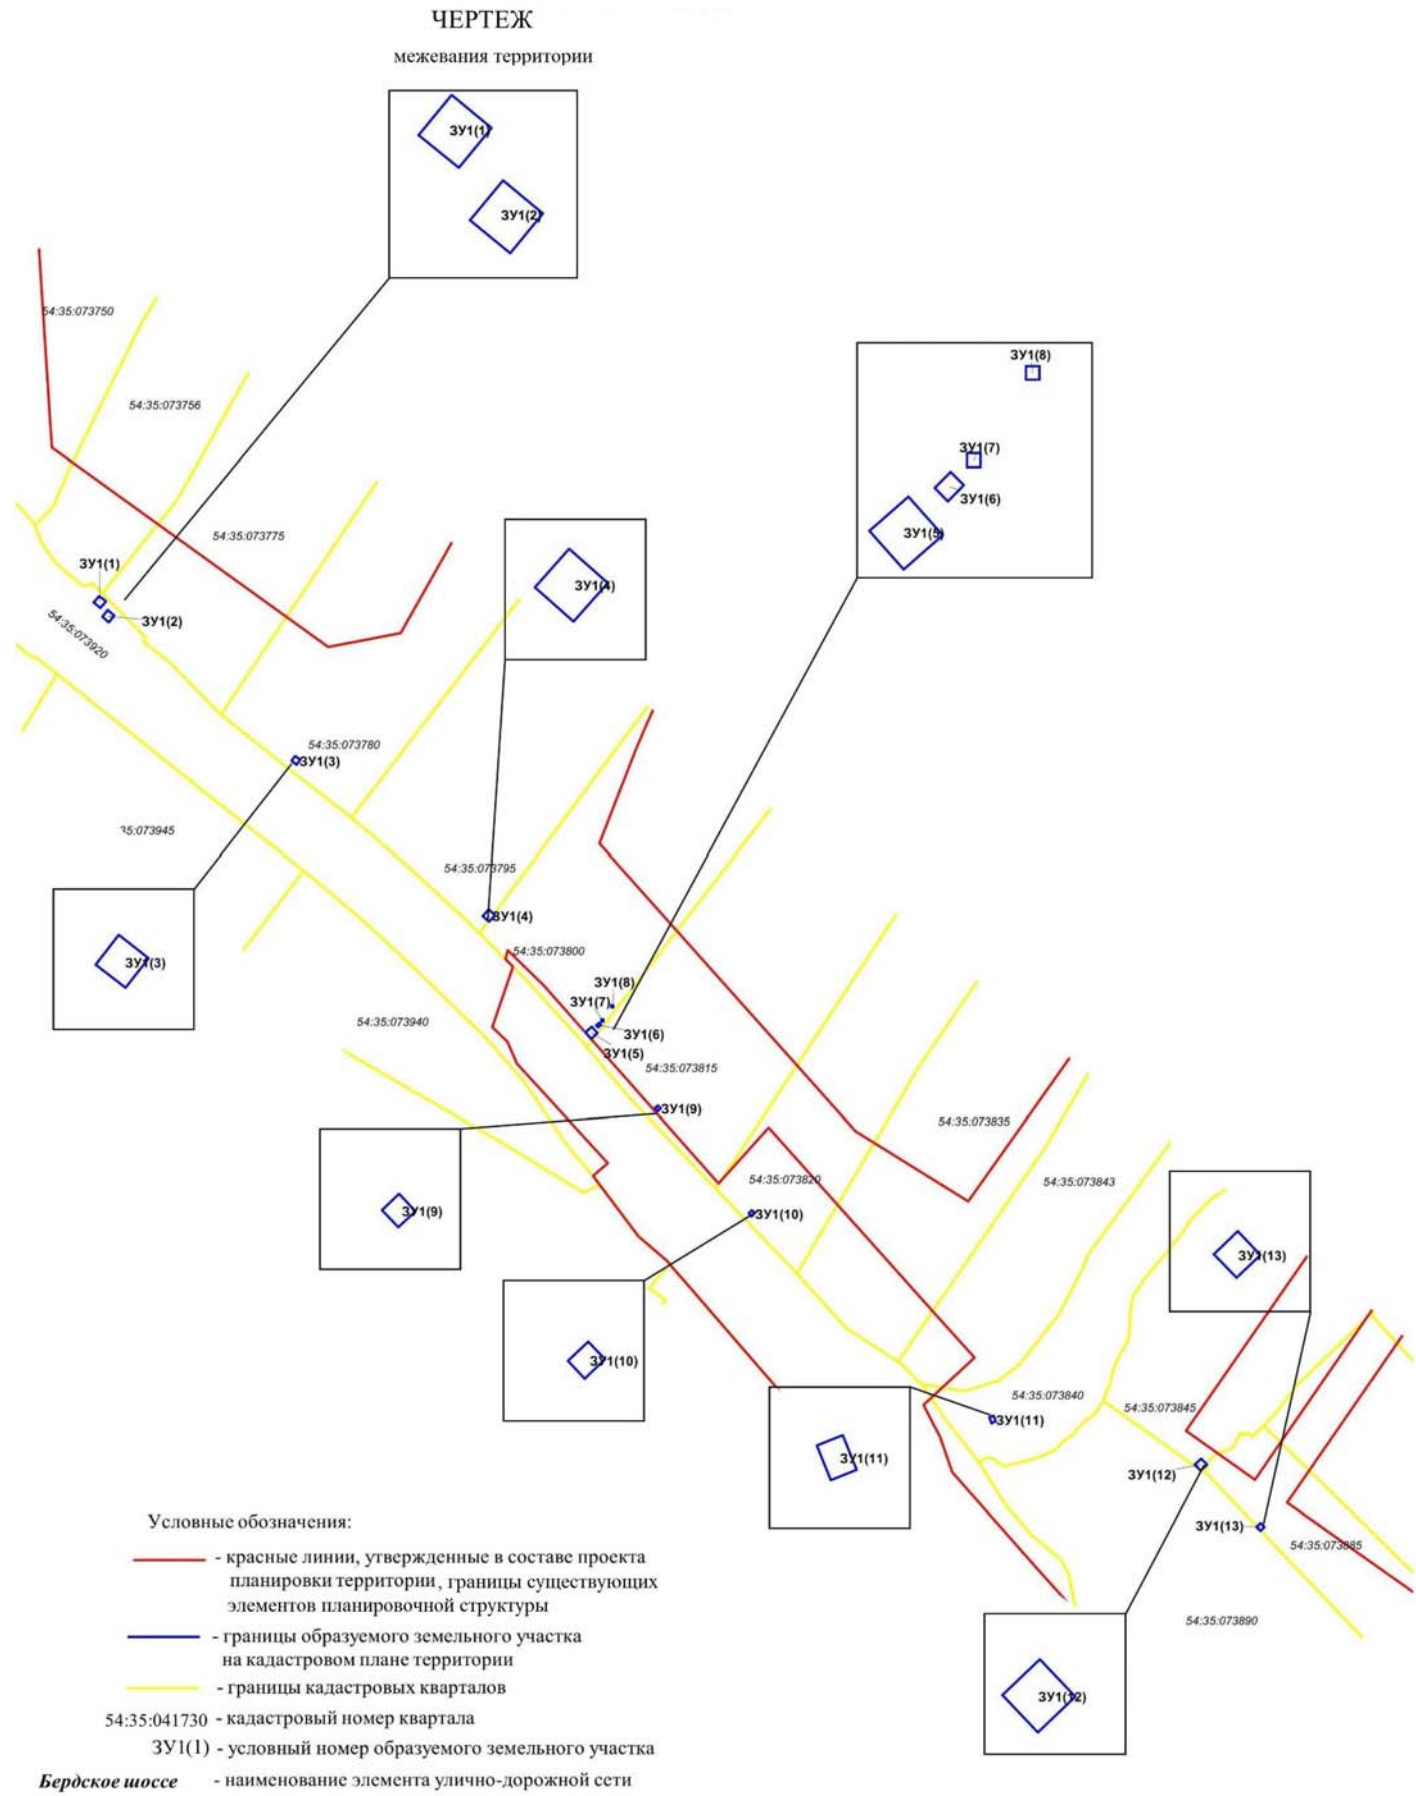 ЧЕРТЕЖ
межевания территории
ЗУ1(1)
ЗУ1(2)
54:35:073750
ЗУ1(8)
54:35:073756
ЗУ1(7)
ЗУ1(6)
ЗУ1(5)
54:35:073775
ЗУ1(1)
ЗУ1(4)
ЗУ1(2)
54:35:073920
54:35:073780
ЗУ1(3)
35:073945
54:35:073795
ЗУ1(4)
54:35:073800
ЗУ1(3)
ЗУ1(8)
ЗУ1(7)
54:35:073940
ЗУ1(6)
ЗУ1(5)
54:35:073815
ЗУ1(9)
54:35:073835
54:35:073820
54:35:073843
ЗУ1(9)
ЗУ1(10)
ЗУ1(13)
ЗУ1(10)
54:35:073840
54:35:073845
ЗУ1(11)
ЗУ1(11)
ЗУ1(12)
ЗУ1(13)
54:35:073885
54:35:073890
ЗУ1(12)
Условные обозначения:
- красные линии, утвержденные в составе проекта
планировки территории, границы существующих
элементов планировочной структуры
- границы образуемого земельного участка
на кадастровом плане территории
- границы кадастровых кварталов
54:35:041730 - кадастровый номер квартала
ЗУ1(1) - условный номер образуемого земельного участка
Бердское шоссе - наименование элемента улично-дорожной сети